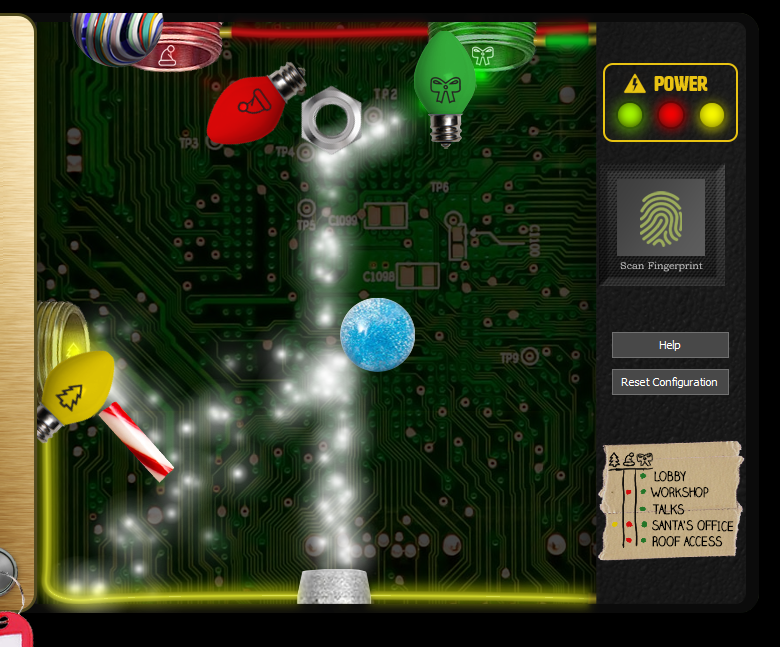 POWER
TP2
TP3
TP4
TP6
TP5
C1099
C1098
TP9
Scan Fingerprint
Help
Reset Configuration
LOBBY
WORKSHOP
TALKS
SANTA'S OFFICE
ROOF ACCESS